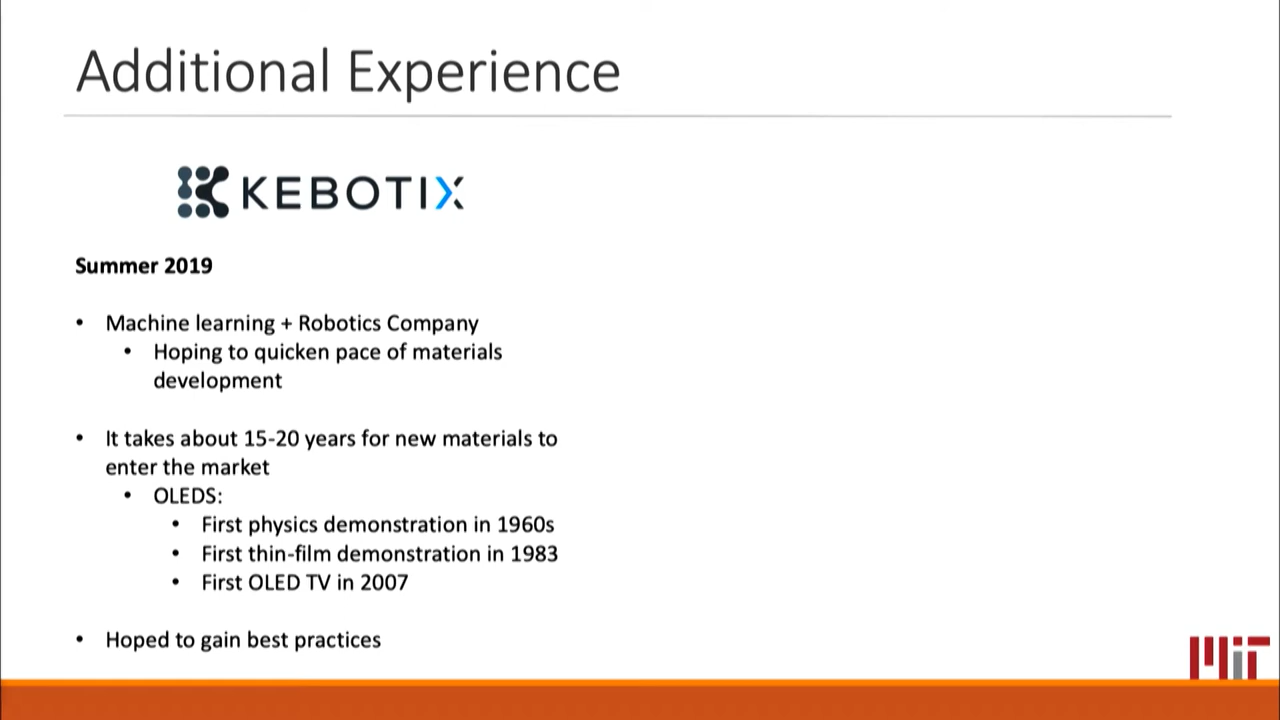 Additional Experience
KEBOTIX
Summer 2019
• Machine learning + Robotics Company
• Hoping to quicken pace of materials
development
• It takes about 15-20 years for new materials to
enter the market
• OLEDS:
• First physics demonstration in 1960s
• First thin-film demonstration in 1983
• First OLED TV in 2007
• Hoped to gain best practices
MIT